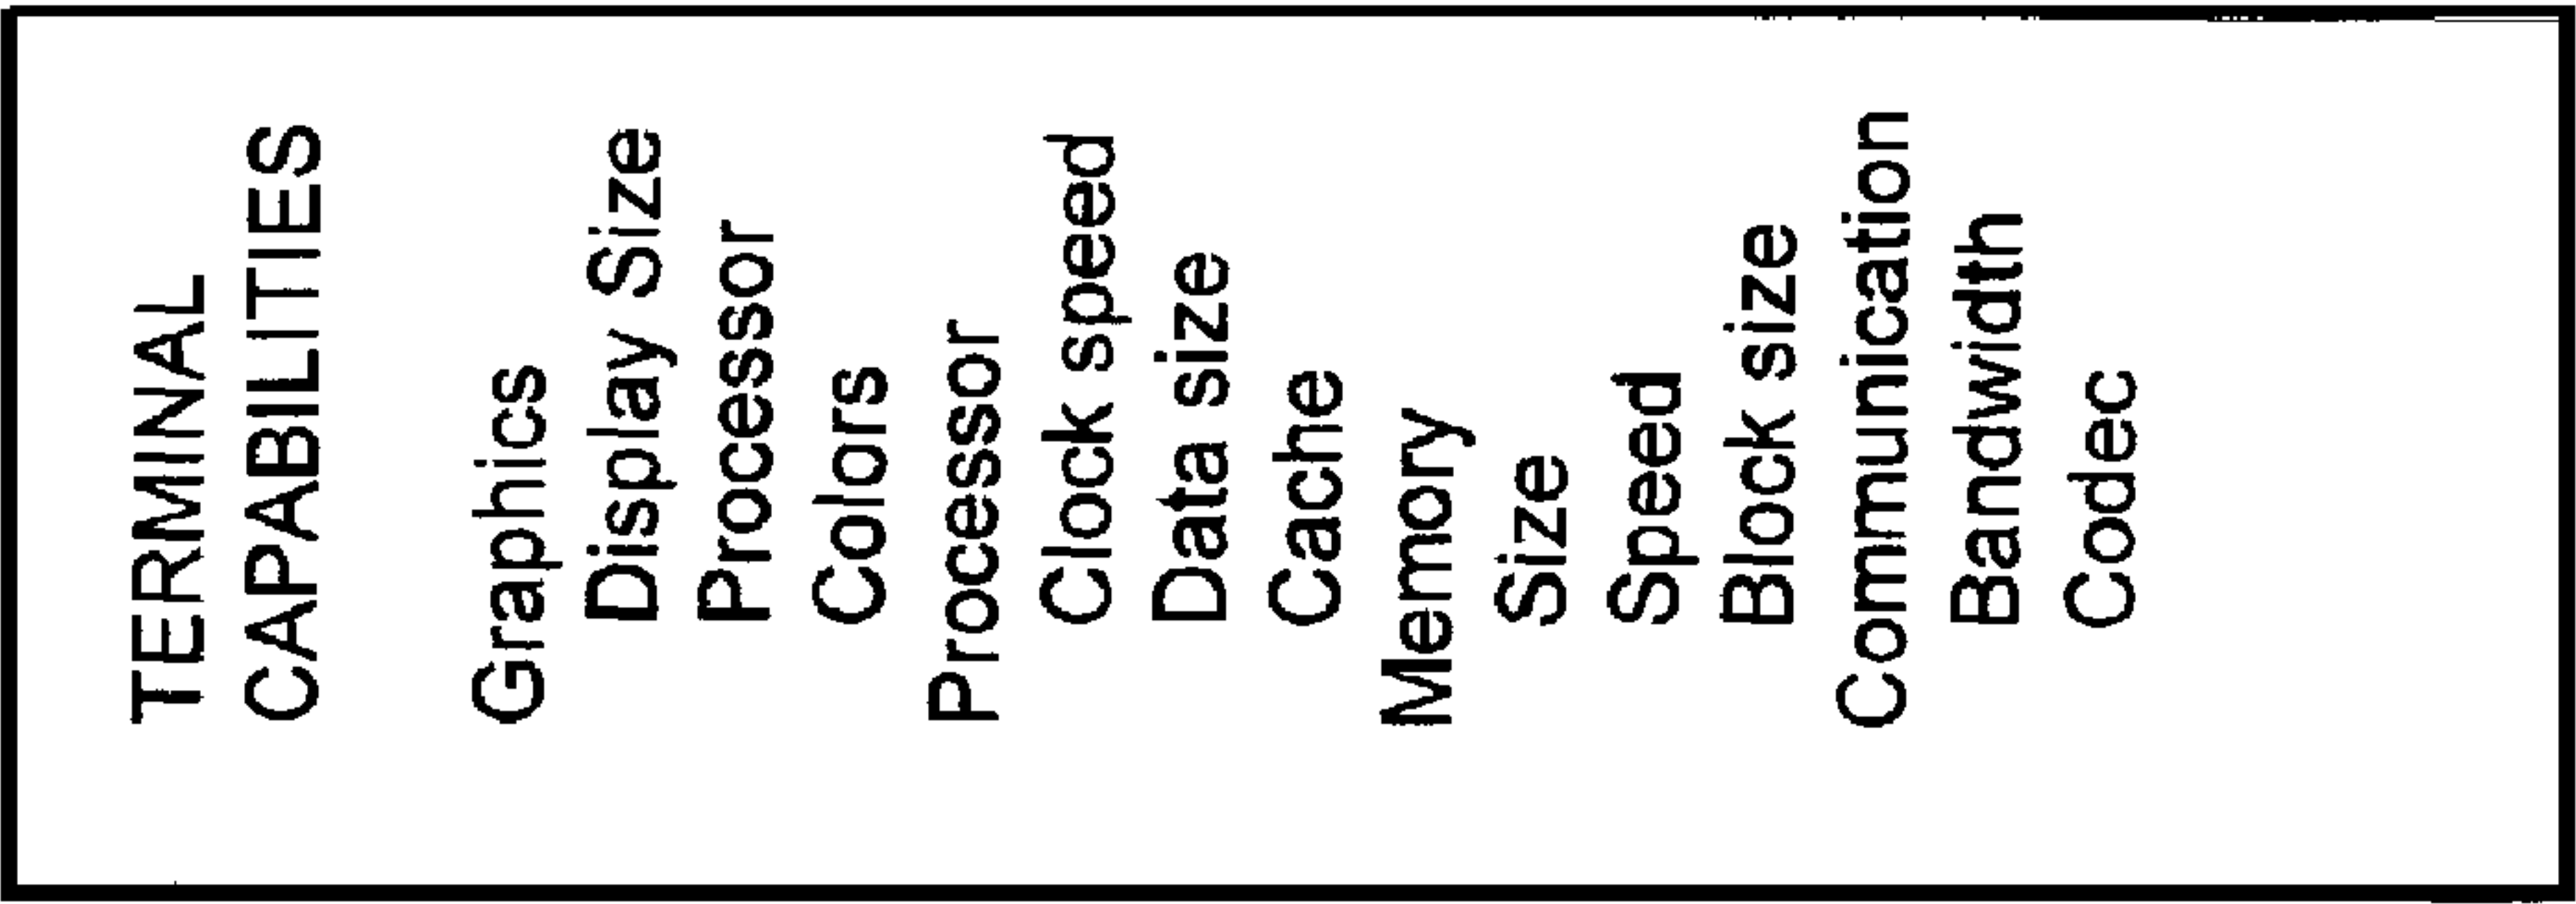 TERMINAL
CAPABILITIES
Graphics
Display Size
Processor
Colors
Processor
Clock speed
Data size
Cache
Memory
Size
Speed
Block size
Communication
Bandwidth
Codec